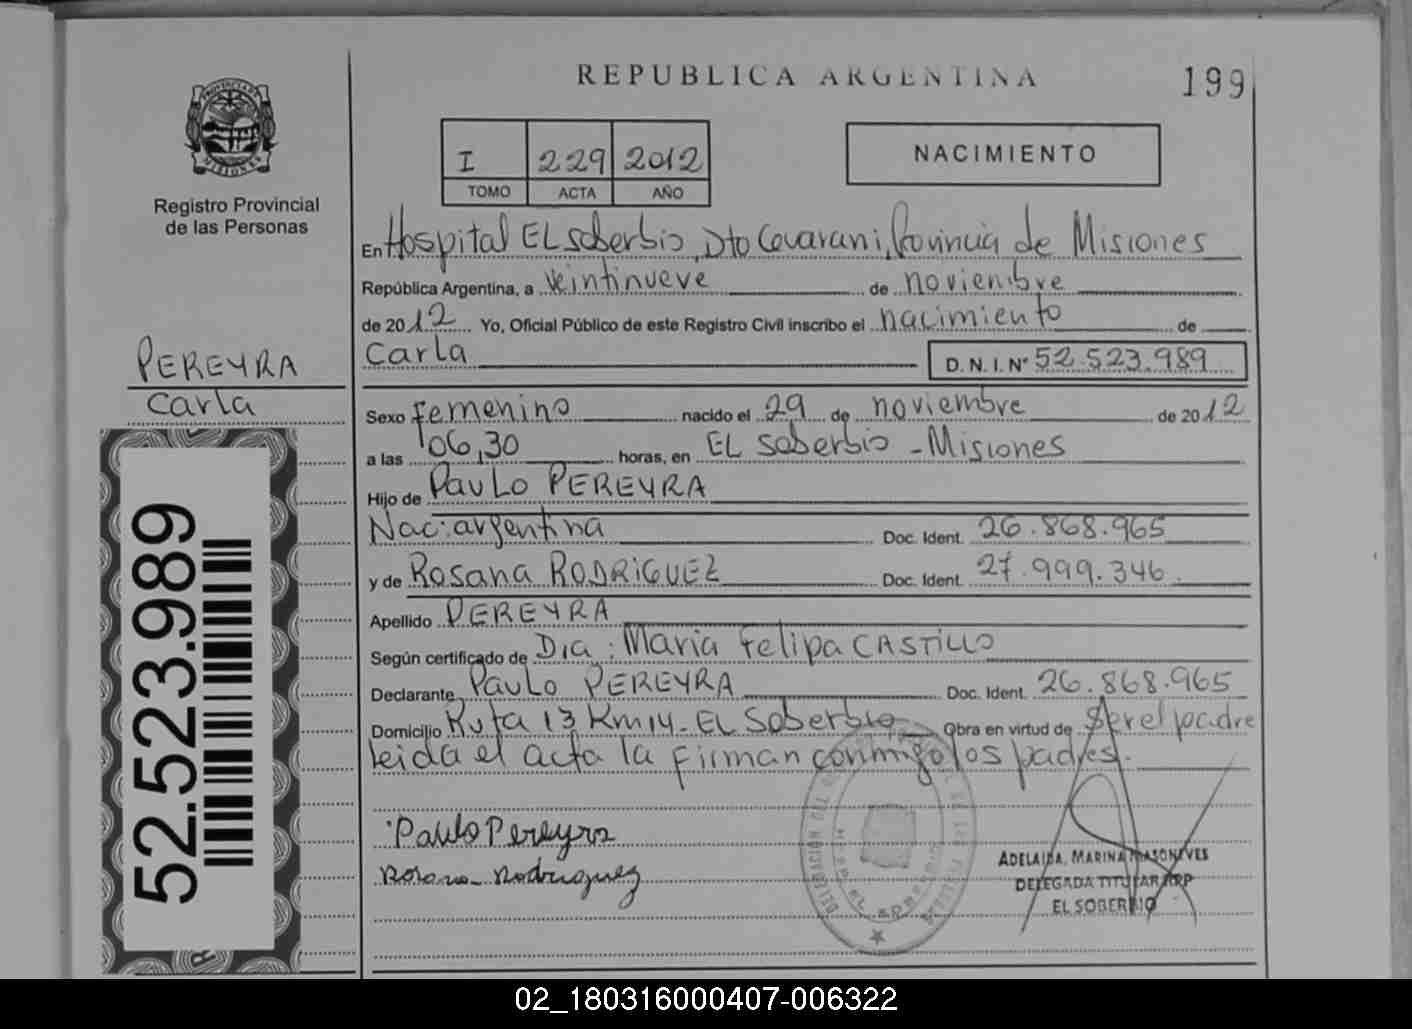 REPUBLICA ARGENTINA
199
PROVINCIA DE MISIONES
Registro Provincial
de las Personas
I 229 2012
TOMO ACTA AÑO
NACIMIENTO
En Hospital EL Soberbio, Dto Guarani, Provincia de Misiones
República Argentina, a veintinueve de noviembre
de 2012 Yo, Oficial Público de este Registro Civil inscribo el nacimiento de
Carla D. N. I. Nº 52.523.989
PEREYRA
Carla
Sexo Femenino nacido el 29 de noviembre de 2012
a las 06,30 horas, en EL Soberbio - Misiones
Hijo de PauLo PEREYRA
Nac: argentina Doc. Ident. 26.868.965
y de Rosana RODRIGUEZ Doc. Ident. 27.999.346
Apellido PEREYRA
Según certificado de Dra: Maria Felipa CASTILLO
Declarante PauLo PEREYRA Doc. Ident. 26.868.965
Domicilio Ruta 13 Km 14 - EL Soberbio Obra en virtud de ser el padre
leida el acta la firman conmigo los padres.
Paulo Pereyra
Rosana Rodriguez
ADELAIDA, MARINA
DELEGADA TITULAR RPP
EL SOBERBIO
52.523.989
02_180316000407-006322